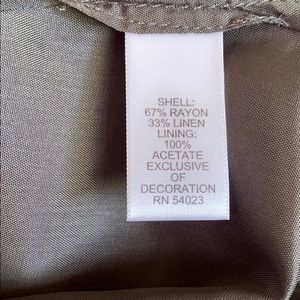 SHELL:
67% RAYON
33% LINEN
LINING:
100%
ACETATE
EXCLUSIVE
OF
DECORATION
RN 54023